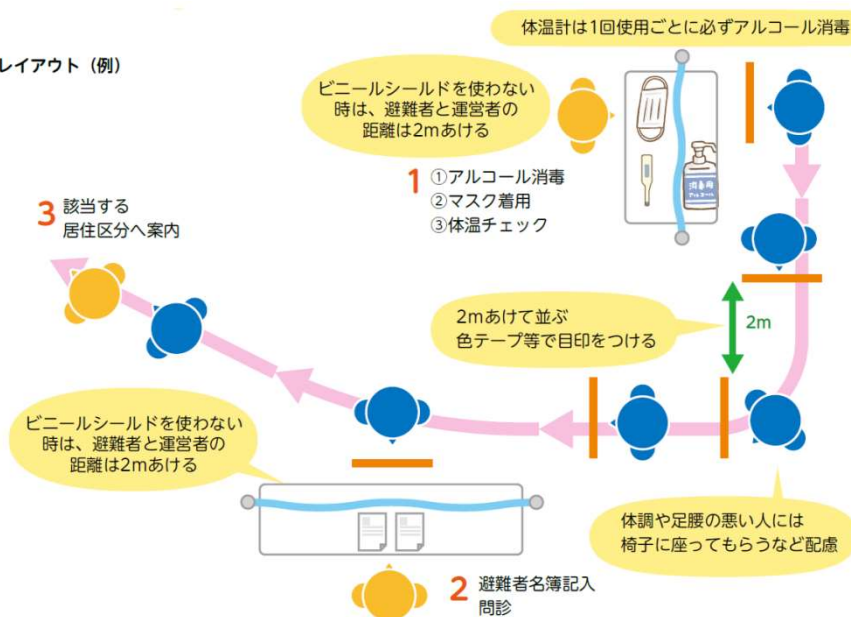 レイアウト（例）
体温計は1回使用ごとに必ずアルコール消毒
ビニールシールドを使わない
時は、避難者と運営者の
距離は2mあける
1 ①アルコール消毒
②マスク着用
③体温チェック
消毒用
3 該当する
居住区分へ案内
2mあけて並ぶ
色テープ等で目印をつける
2m
ビニールシールドを使わない
時は、避難者と運営者の
距離は2mあける
体調や足腰の悪い人には
椅子に座ってもらうなど配慮
2 避難者名簿記入
問診